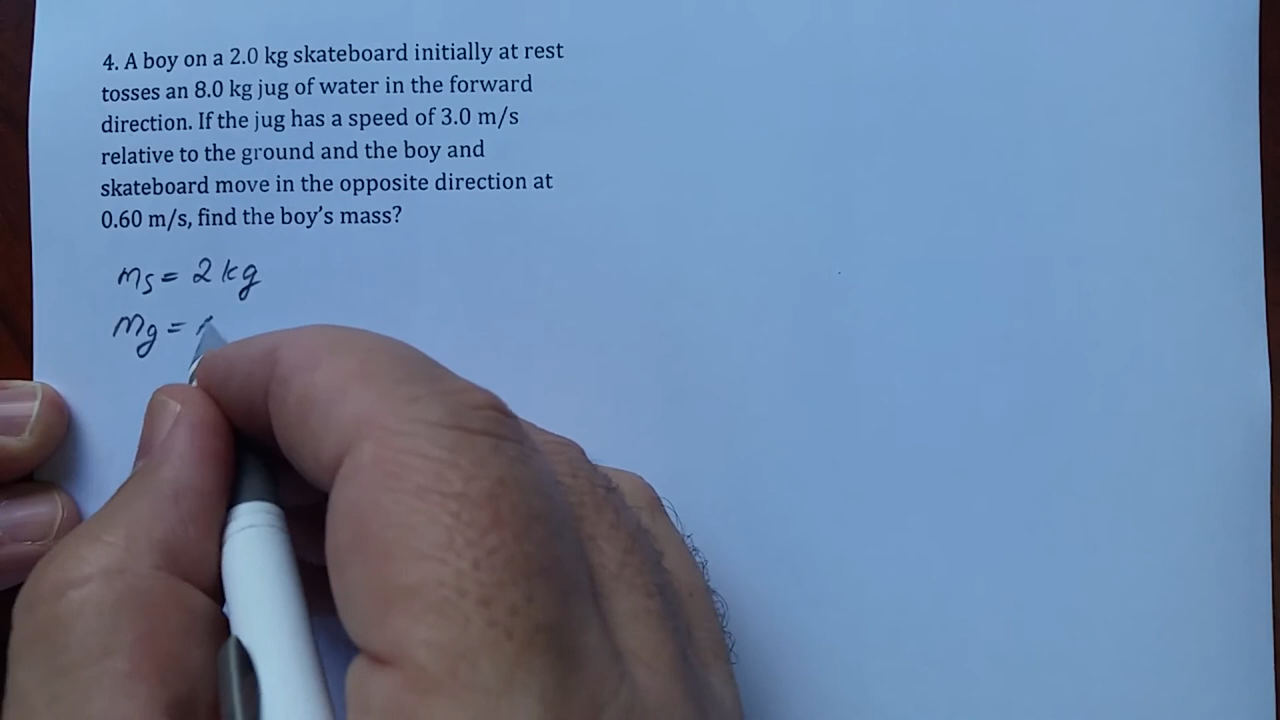 4. A boy on a 2.0 kg skateboard initially at rest
tosses an 8.0 kg jug of water in the forward
direction. If the jug has a speed of 3.0 m/s
relative to the ground and the boy and
skateboard move in the opposite direction at
0.60 m/s, find the boy's mass?
ms = 2 kg
mg =